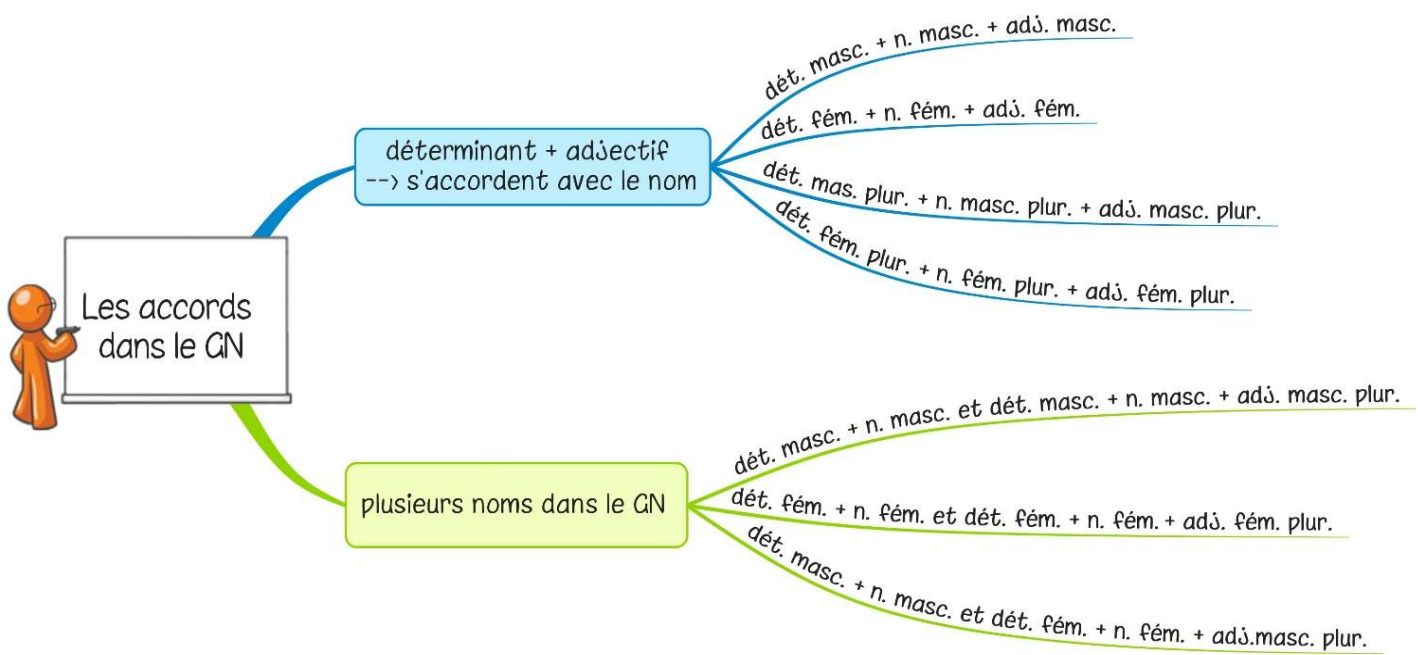 Les accords
dans le GN
déterminant + adjectif
--> s'accordent avec le nom
dét. masc. + n. masc. + adj. masc.
dét. fém. + n. fém. + adj. fém.
dét. mas. plur. + n. masc. plur. + adj. masc. plur.
dét. fém. plur. + n. fém. plur. + adj. fém. plur.
plusieurs noms dans le GN
dét. masc. + n. masc. et dét. masc. + n. masc. + adj. masc. plur.
dét. fém. + n. fém. et dét. fém. + n. fém. + adj. fém. plur.
dét. masc. + n. masc. et dét. fém. + n. fém. + adj.masc. plur.